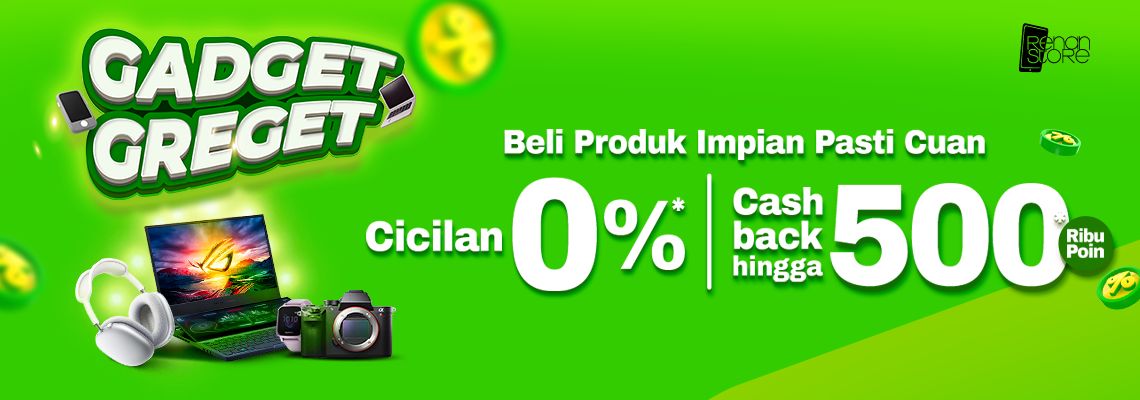 GADGET
GREGET
Renan
Store
Beli Produk Impian Pasti Cuan
Cicilan 0%*
Cash
back
hingga
500**
Ribu
Poin